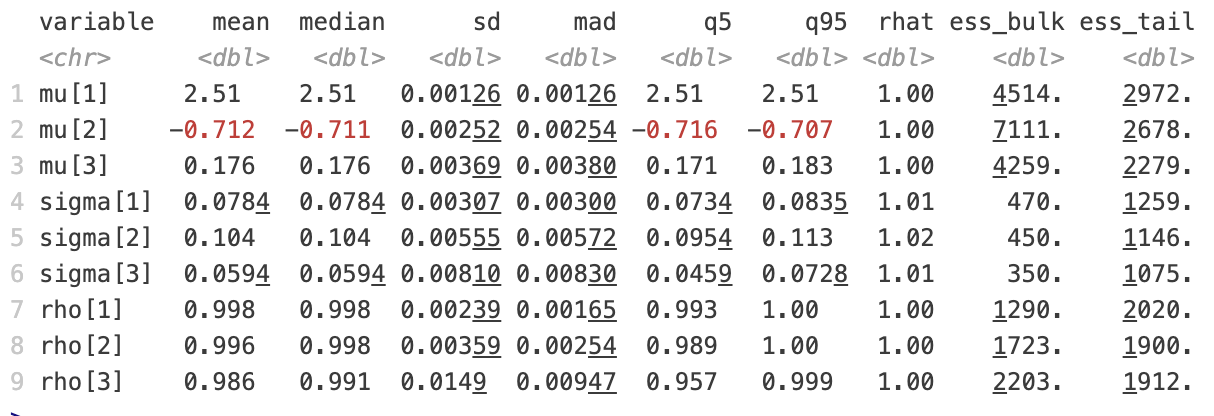 variable mean median sd mad q5 q95 rhat ess_bulk ess_tail
<chr> <dbl> <dbl> <dbl> <dbl> <dbl> <dbl> <dbl> <dbl> <dbl>
1 mu[1] 2.51 2.51 0.00126 0.00126 2.51 2.51 1.00 4514. 2972.
2 mu[2] -0.712 -0.711 0.00252 0.00254 -0.716 -0.707 1.00 7111. 2678.
3 mu[3] 0.176 0.176 0.00369 0.00380 0.171 0.183 1.00 4259. 2279.
4 sigma[1] 0.0784 0.0784 0.00307 0.00300 0.0734 0.0835 1.01 470. 1259.
5 sigma[2] 0.104 0.104 0.00555 0.00572 0.0954 0.113 1.02 450. 1146.
6 sigma[3] 0.0594 0.0594 0.00810 0.00830 0.0459 0.0728 1.01 350. 1075.
7 rho[1] 0.998 0.998 0.00239 0.00165 0.993 1.00 1.00 1290. 2020.
8 rho[2] 0.996 0.998 0.00359 0.00254 0.989 1.00 1.00 1723. 1900.
9 rho[3] 0.986 0.991 0.0149 0.00947 0.957 0.999 1.00 2203. 1912.